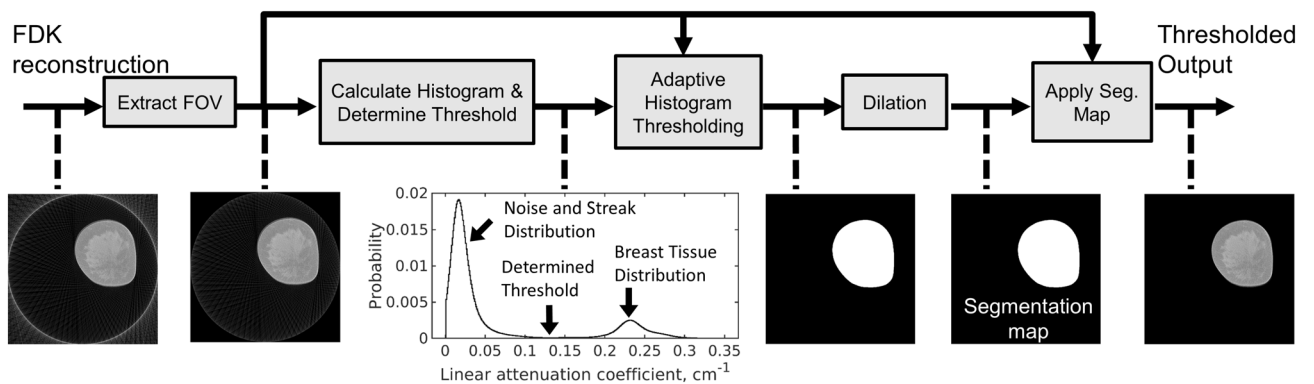 FDK
reconstruction
Extract FOV
Calculate Histogram &
Determine Threshold
Adaptive
Histogram
Thresholding
Dilation
Apply Seg.
Map
Thresholded
Output
0.02
0.015
0.01
0.005
0
Probability
Noise and Streak
Distribution
Determined
Threshold
Breast Tissue
Distribution
0 0.05 0.1 0.15 0.2 0.25 0.3 0.35
Linear attenuation coefficient, cm⁻¹
Segmentation
map